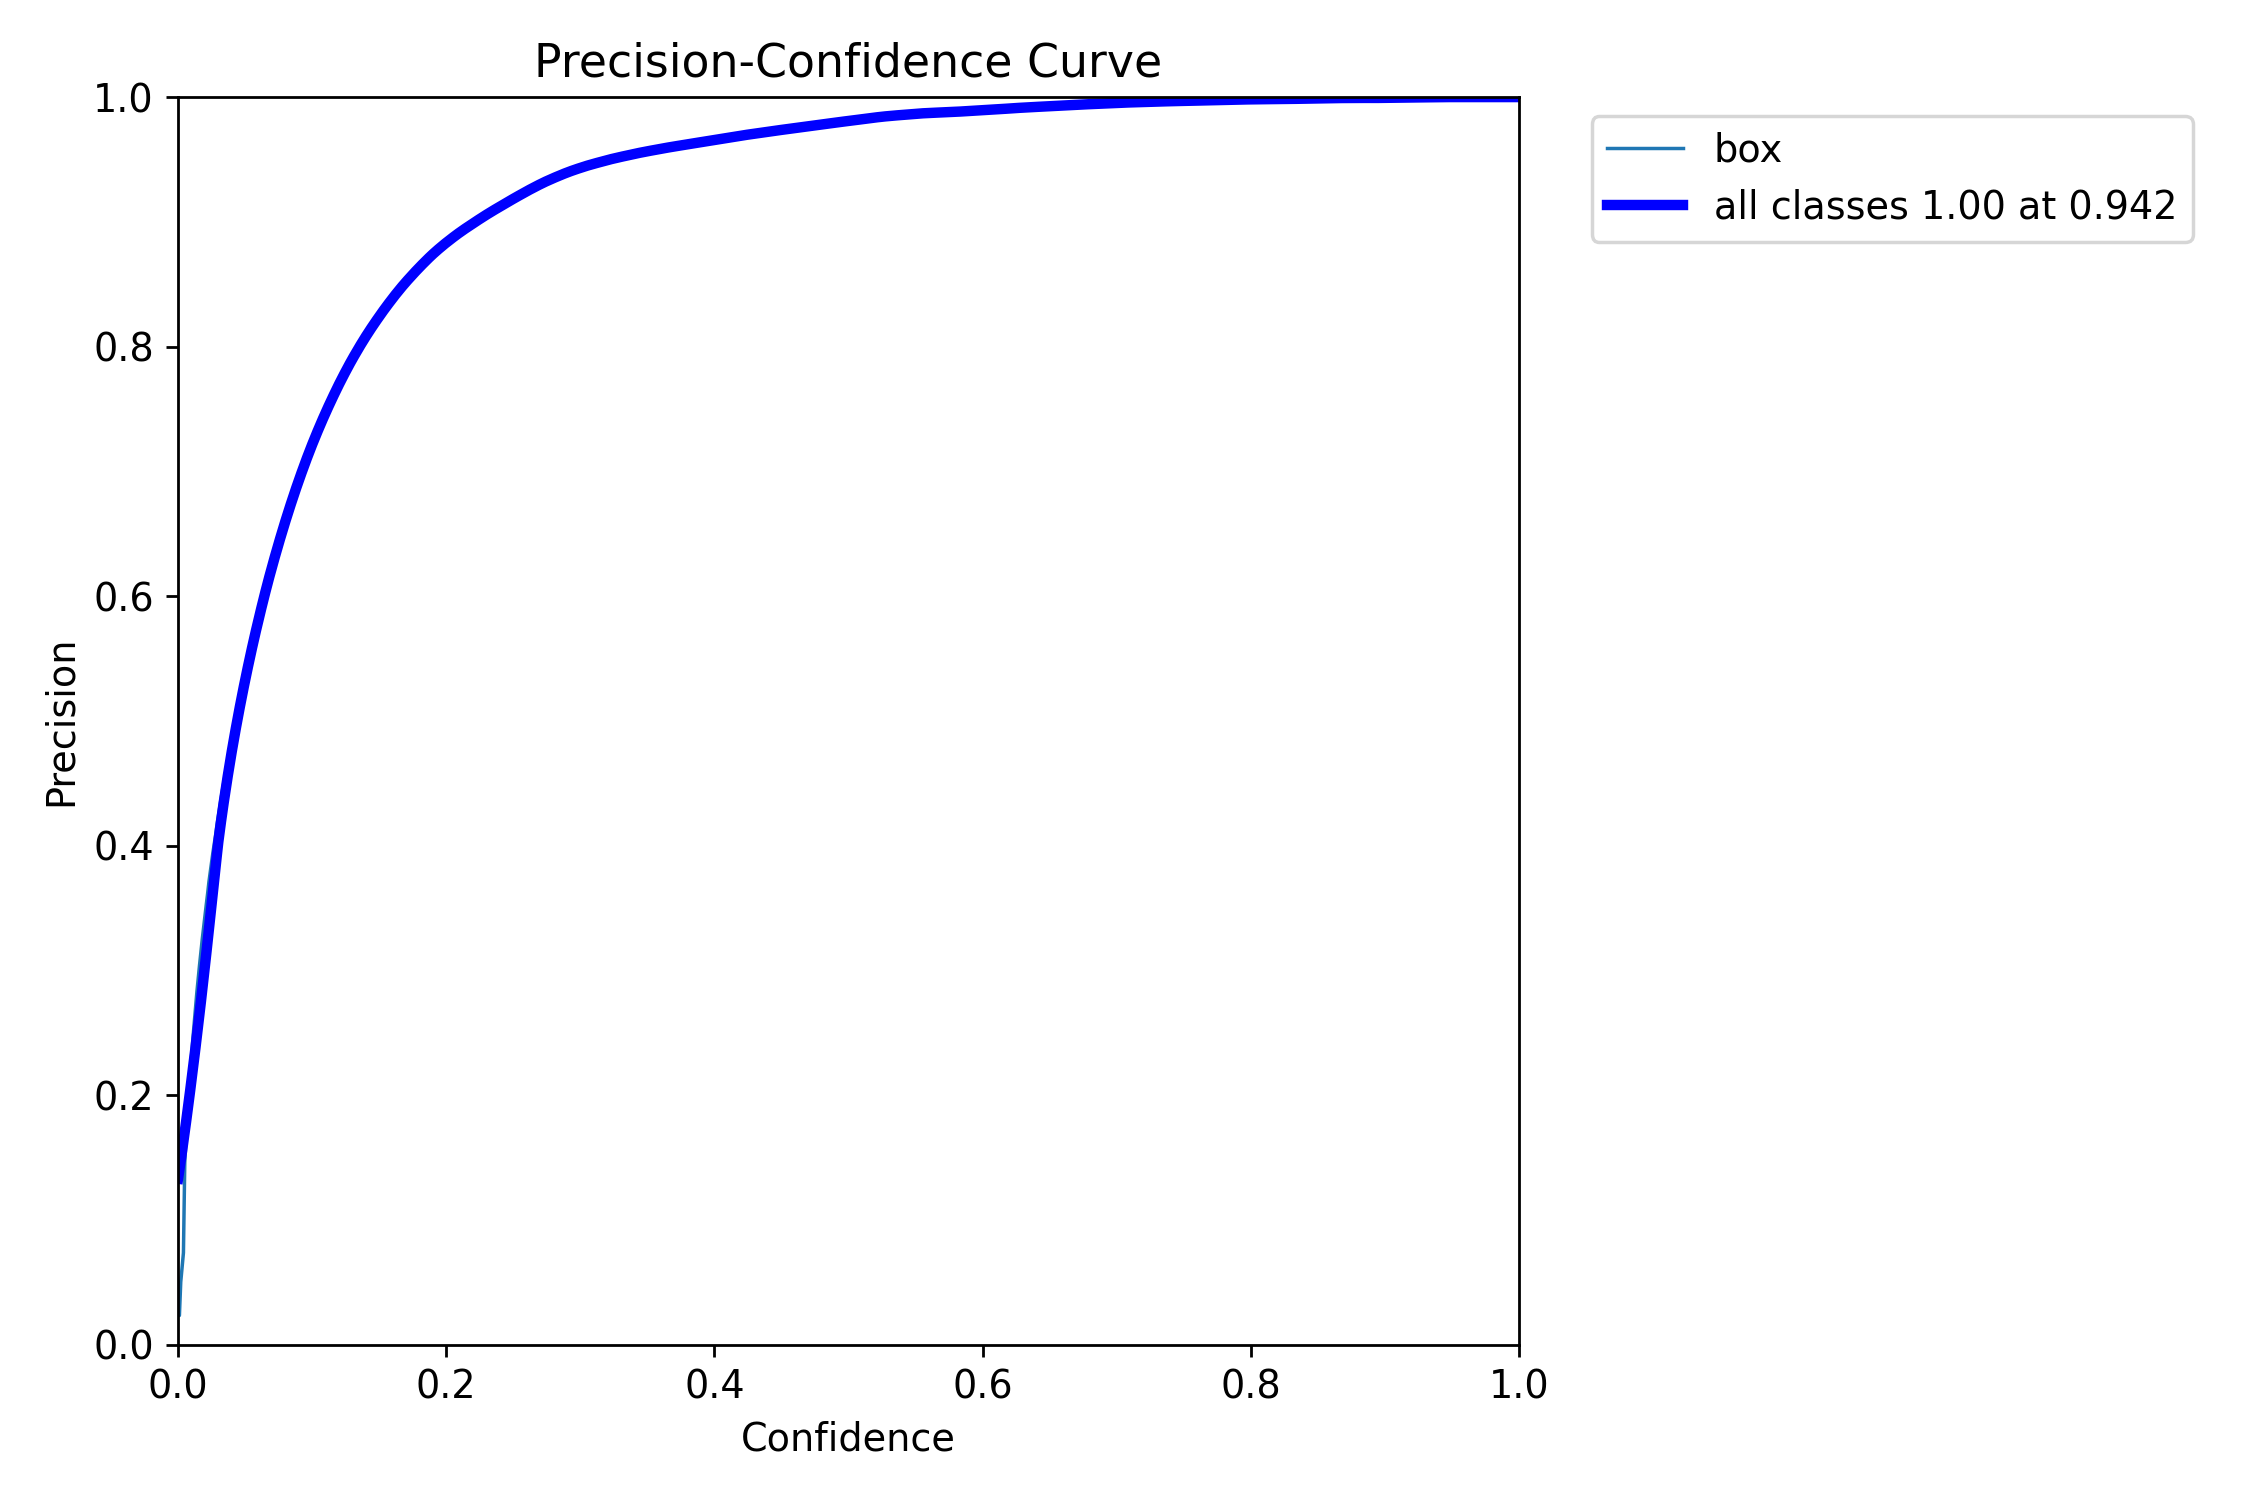 Precision-Confidence Curve
1.0
0.8
0.6
0.4
0.2
0.0
Precision
0.0 0.2 0.4 0.6 0.8 1.0
Confidence
box
all classes 1.00 at 0.942